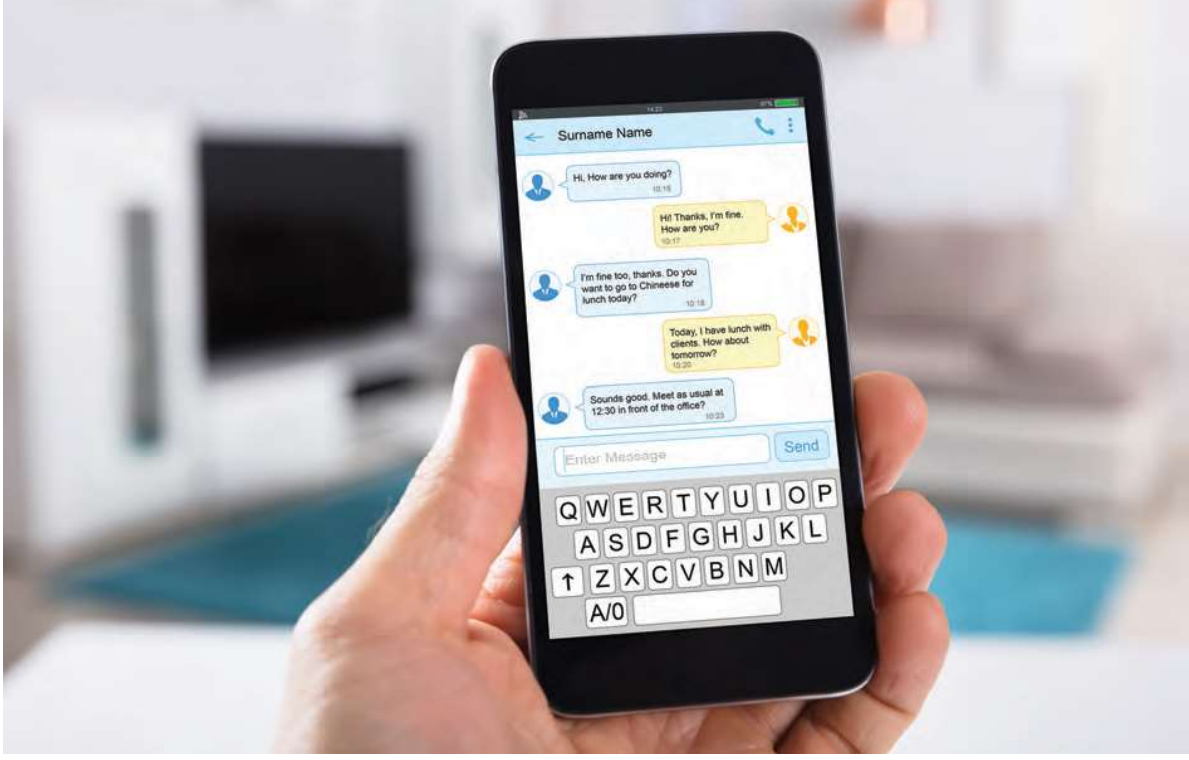 14:23 97%
Surname Name
Hi, How are you doing?
10:15
Hi! Thanks, I'm fine.
How are you?
10:17
I'm fine too, thanks. Do you
want to go to Chineese for
lunch today?
10:18
Today, I have lunch with
clients. How about
tomorrow?
10:20
Sounds good. Meet as usual at
12:30 in front of the office?
10:23
Enter Message
Send
Q W E R T Y U I O P
A S D F G H J K L
↑ Z X C V B N M
A/0